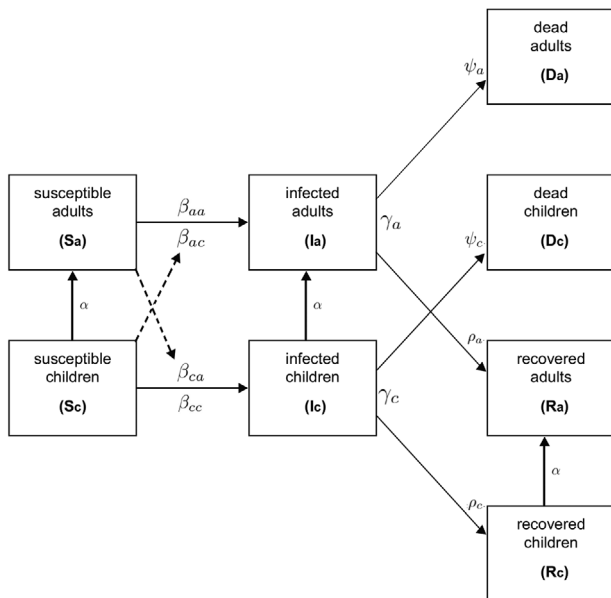 dead
adults
(Da)
ψa
susceptible
adults
(Sa)
βaa
βac
infected
adults
(Ia)
γa
dead
children
(Dc)
ψc
α
α
susceptible
children
(Sc)
βca
βcc
infected
children
(Ic)
γc
ρa
recovered
adults
(Ra)
α
ρc
recovered
children
(Rc)